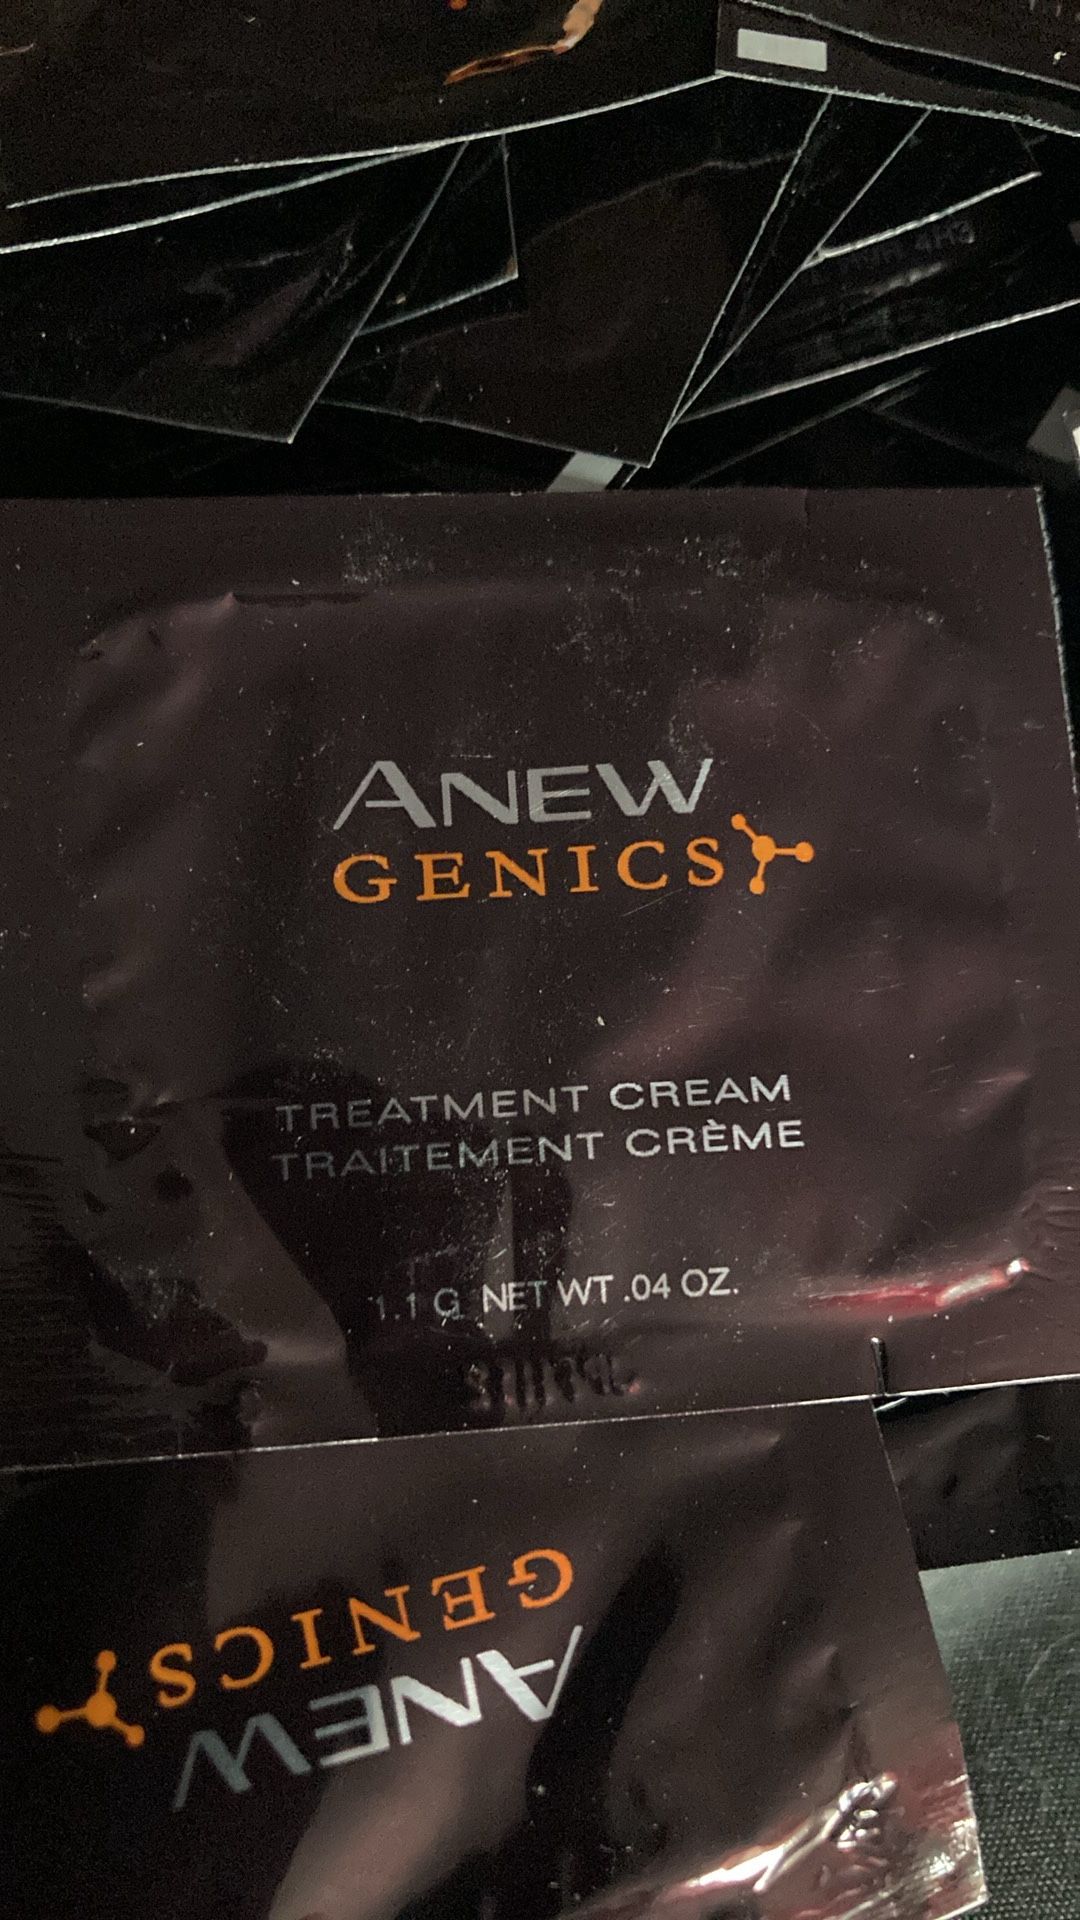 ANEW
GENICS
TREATMENT CREAM
TRAITEMENT CRÈME
1.1 G NET WT .04 OZ.
GENICS
ANEW